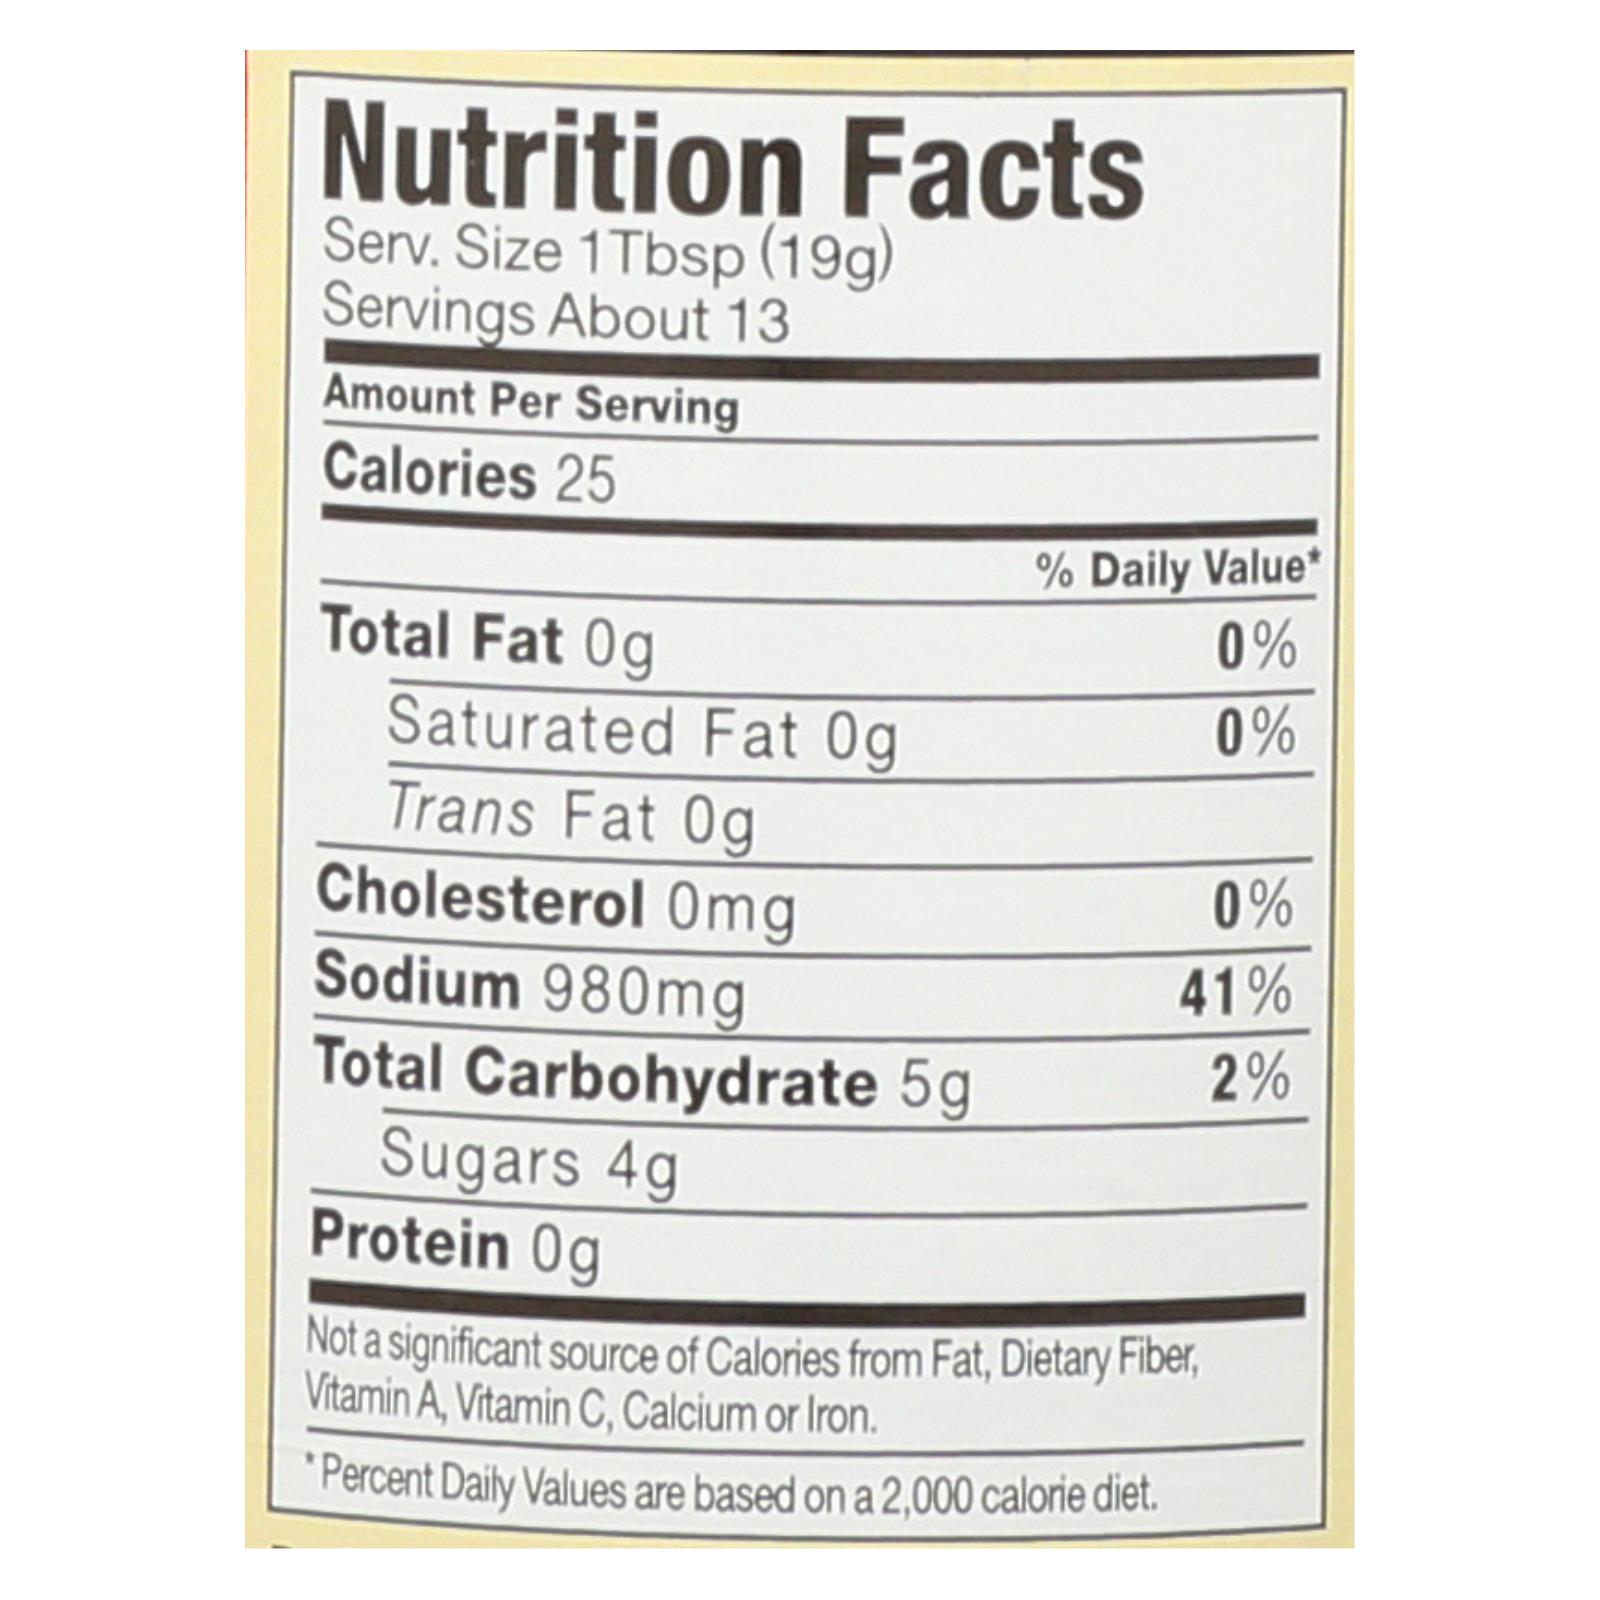 Nutrition Facts
Serv. Size 1 Tbsp (19g)
Servings About 13
Amount Per Serving
Calories 25
% Daily Value*
Total Fat 0g 0%
Saturated Fat 0g 0%
Trans Fat 0g
Cholesterol 0mg 0%
Sodium 980mg 41%
Total Carbohydrate 5g 2%
Sugars 4g
Protein 0g
Not a significant source of Calories from Fat, Dietary Fiber,
Vitamin A, Vitamin C, Calcium or Iron.
*Percent Daily Values are based on a 2,000 calorie diet.